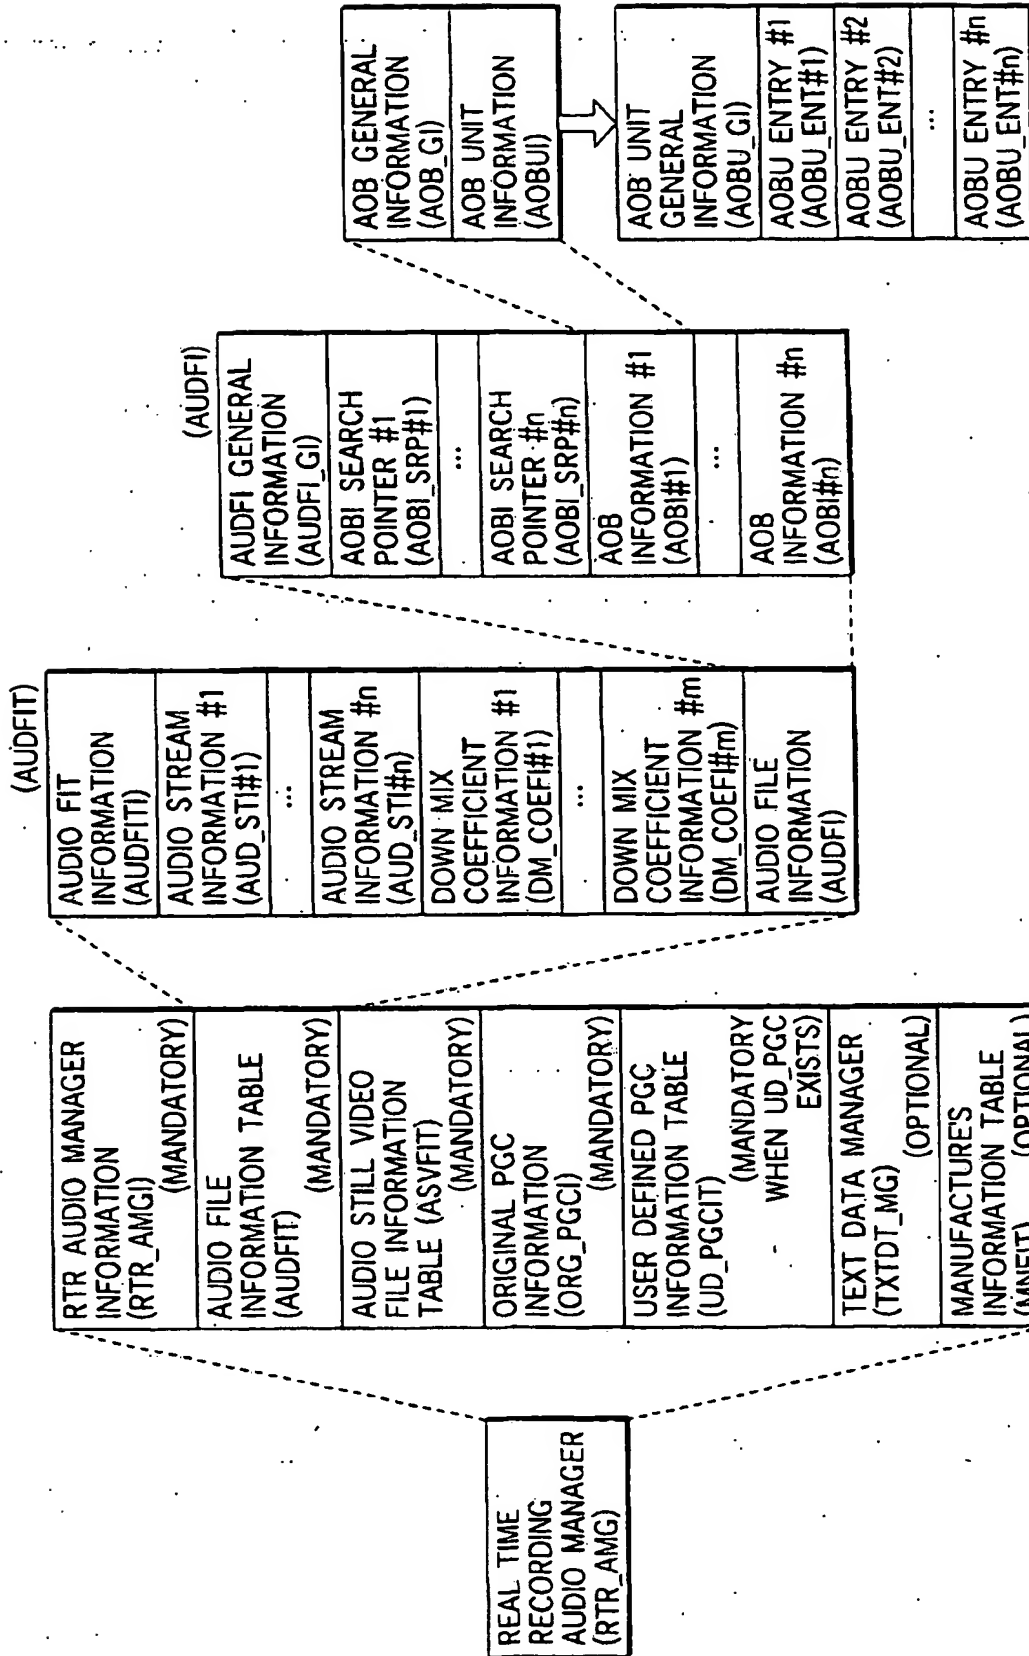 REAL TIME
RECORDING
AUDIO MANAGER
(RTR_AMG)
RTR AUDIO MANAGER
INFORMATION
(RTR_AMGI)
(MANDATORY)
AUDIO FILE
INFORMATION TABLE
(AUDFIT)
(MANDATORY)
AUDIO STILL VIDEO
FILE INFORMATION
TABLE (ASVFIT)
(MANDATORY)
ORIGINAL PGC
INFORMATION
(ORG_PGCI)
(MANDATORY)
USER DEFINED PGC
INFORMATION TABLE
(UD_PGCIT)
(MANDATORY
WHEN UD_PGC
EXISTS)
TEXT DATA MANAGER
(TXTDT_MG)
(OPTIONAL)
MANUFACTURE'S
INFORMATION TABLE
(MNFIT) (OPTIONAL)
(AUDFIT)
AUDIO FIT
INFORMATION
(AUDFITI)
AUDIO STREAM
INFORMATION #1
(AUD_STI#1)
...
AUDIO STREAM
INFORMATION #n
(AUD_STI#n)
DOWN MIX
COEFFICIENT
INFORMATION #1
(DM_COEFI#1)
...
DOWN MIX
COEFFICIENT
INFORMATION #m
(DM_COEFI#m)
AUDIO FILE
INFORMATION
(AUDFI)
(AUDFI)
AUDFI GENERAL
INFORMATION
(AUDFI_GI)
AOBI SEARCH
POINTER #1
(AOBI_SRP#1)
...
AOBI SEARCH
POINTER #n
(AOBI_SRP#n)
AOB
INFORMATION #1
(AOBI#1)
...
AOB
INFORMATION #n
(AOBI#n)
AOB GENERAL
INFORMATION
(AOB_GI)
AOB UNIT
INFORMATION
(AOBUI)
AOB UNIT
GENERAL
INFORMATION
(AOBU_GI)
AOBU ENTRY #1
(AOBU_ENT#1)
AOBU ENTRY #2
(AOBU_ENT#2)
...
AOBU ENTRY #n
(AOBU_ENT#n)